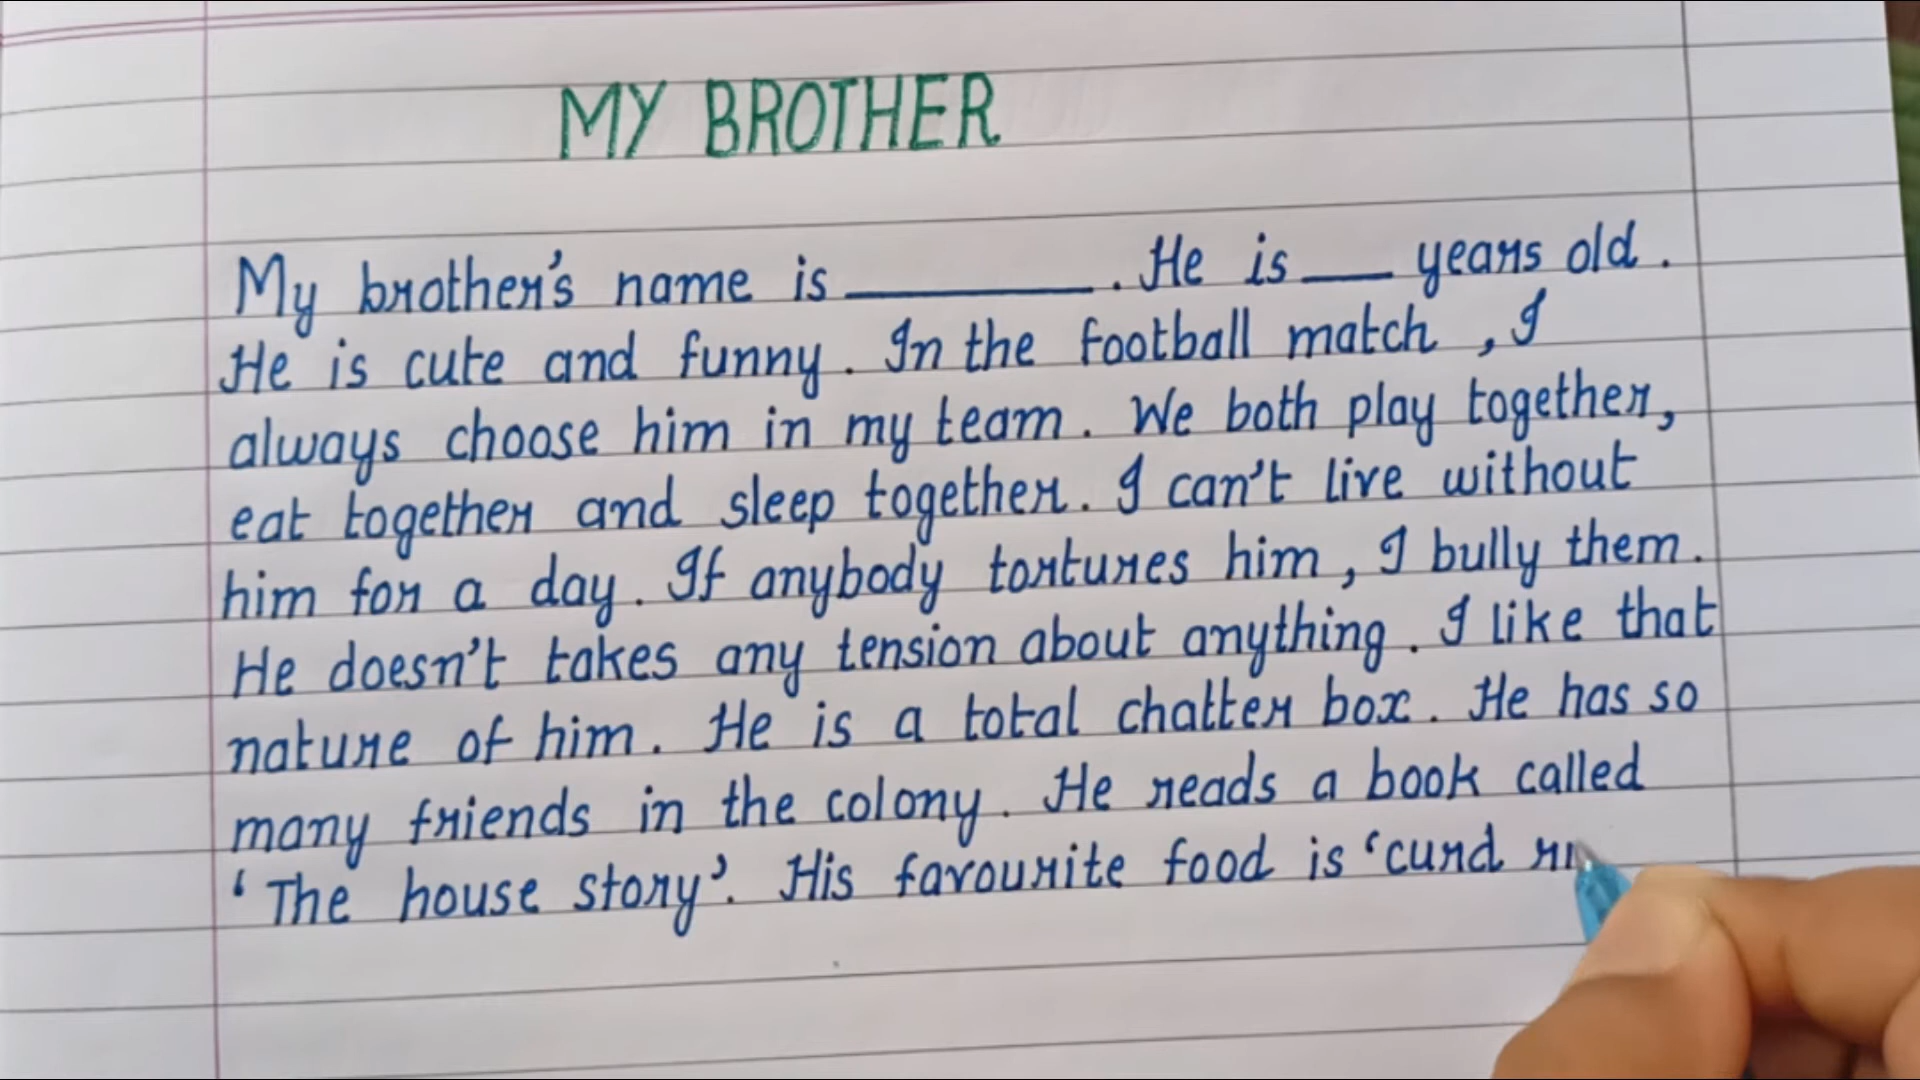 MY BROTHER
My brother's name is ________. He is ___ years old.
He is cute and funny. In the football match, I
always choose him in my team. We both play together,
eat together and sleep together. I can't live without
him for a day. If anybody tortures him, I bully them.
He doesn't takes any tension about anything. I like that
nature of him. He is a total chatter box. He has so
many friends in the colony. He reads a book called
'The house story'. His favourite food is 'curd